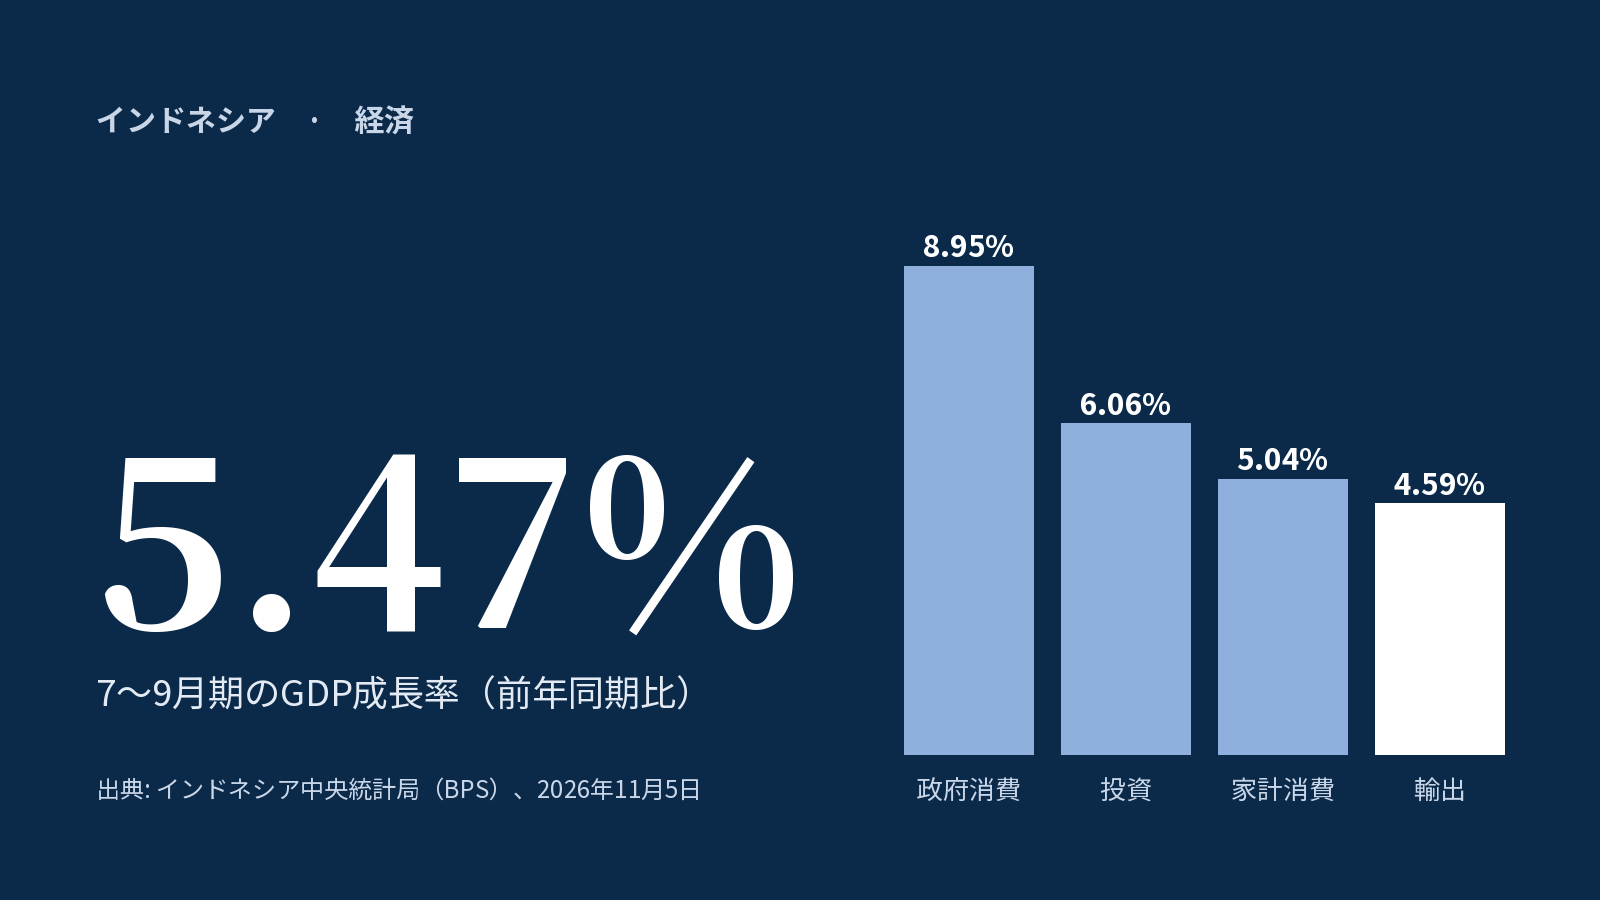 インドネシア · 経済
5.47%
7〜9月期のGDP成長率（前年同期比）
出典: インドネシア中央統計局（BPS）、2026年11月5日
8.95%
6.06%
5.04%
4.59%
政府消費
投資
家計消費
輸出